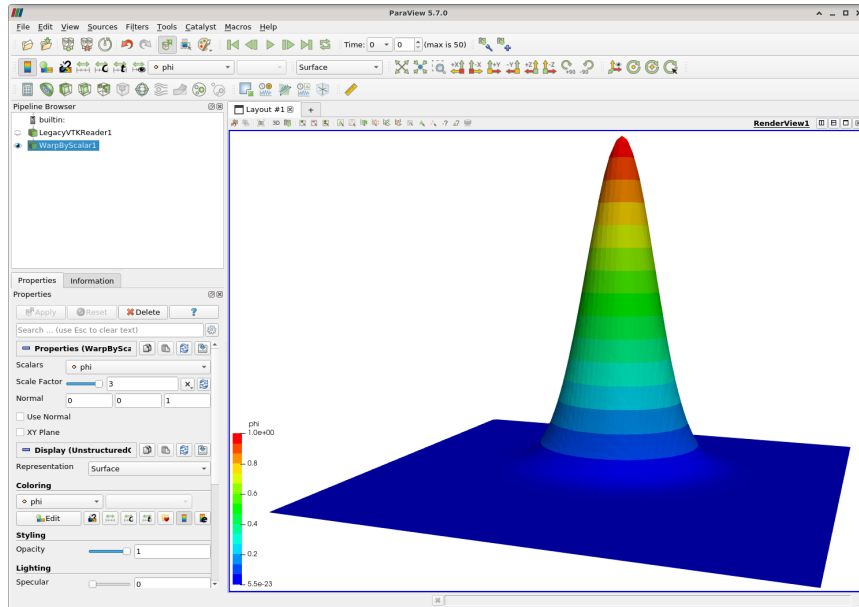 ParaView 5.7.0
File Edit View Sources Filters Tools Catalyst Macros Help
Time: 0 0 (max is 50)
phi Surface +X -X +Y -Y +Z -Z +90 -90
Pipeline Browser
Layout #1 +
builtin:
LegacyVTKReader1
WarpByScalar1
3D
RenderView1
Properties Information
Properties
Apply Reset Delete ?
Search ... (use Esc to clear text)
Properties (WarpBySca
Scalars phi
Scale Factor 3
Normal 0 0 1
Use Normal
XY Plane
Display (UnstructuredG
Representation Surface
Coloring
phi
Edit
Styling
Opacity 1
Lighting
Specular 0
phi
1.0e+00
0.8
0.6
0.4
0.2
5.5e-23